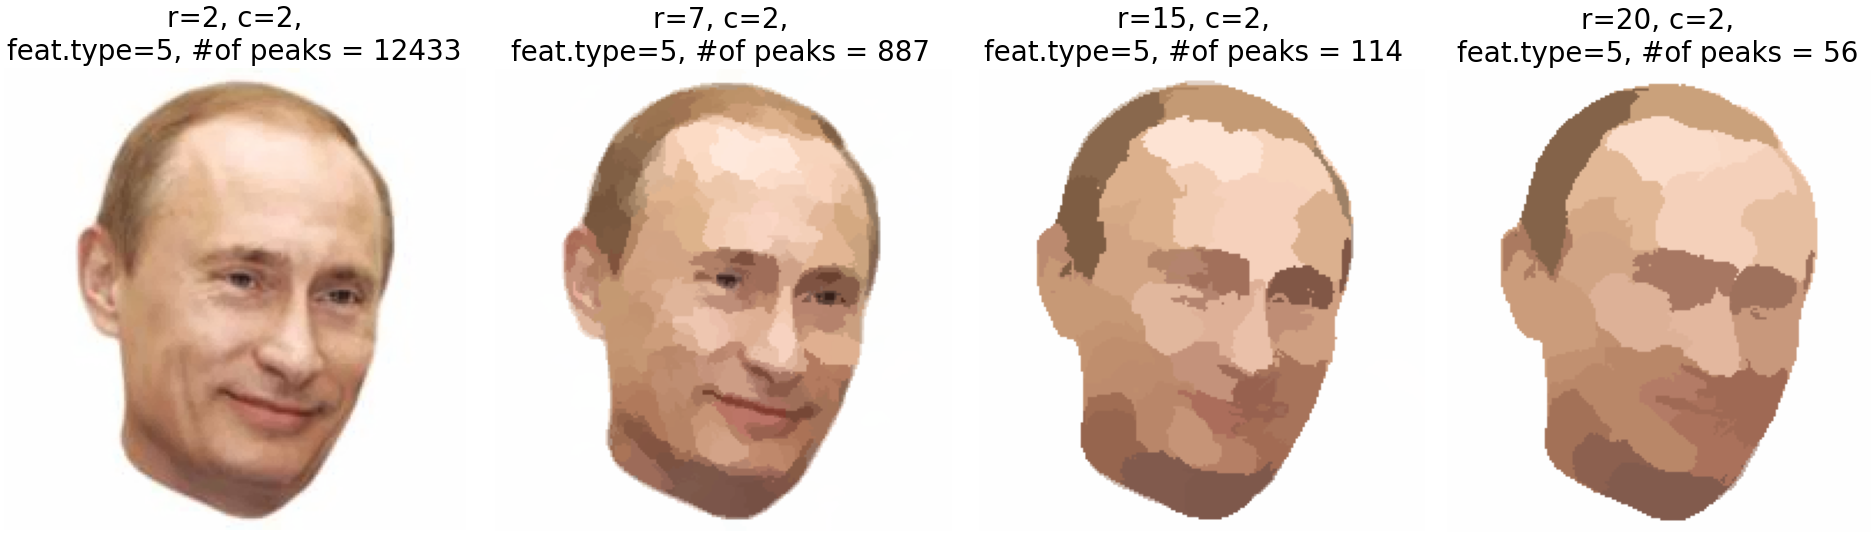 r=2, c=2,
feat.type=5, #of peaks = 12433
r=7, c=2,
feat.type=5, #of peaks = 887
r=15, c=2,
feat.type=5, #of peaks = 114
r=20, c=2,
feat.type=5, #of peaks = 56